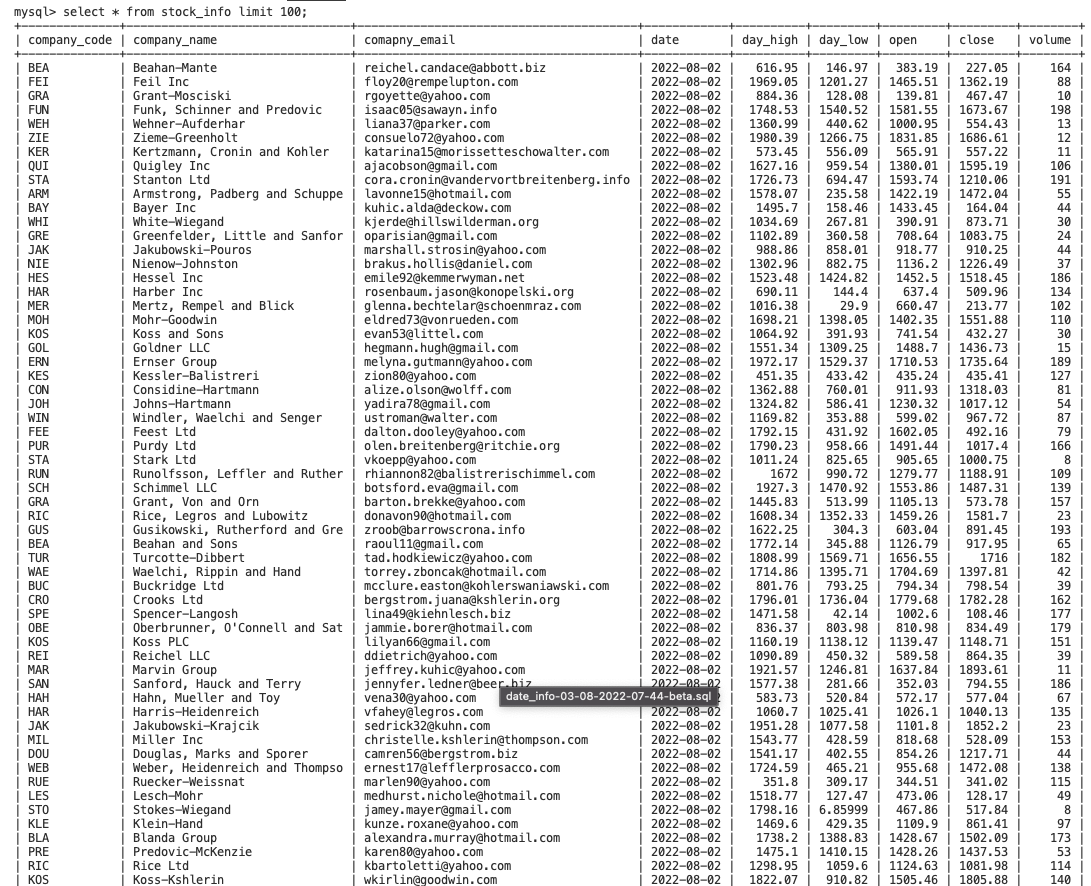 mysql> select * from stock_info limit 100;
| company_code | company_name | comapny_email | date | day_high | day_low | open | close | volume |
| BEA | Beahan-Mante | reichel.candace@abbott.biz | 2022-08-02 | 616.95 | 146.97 | 383.19 | 227.05 | 164 |
| FEI | Feil Inc | floy20@rempelupton.com | 2022-08-02 | 1969.05 | 1201.27 | 1465.51 | 1362.19 | 88 |
| GRA | Grant-Mosciski | rgoyette@yahoo.com | 2022-08-02 | 884.36 | 128.08 | 139.81 | 467.47 | 10 |
| FUN | Funk, Schinner and Predovic | isaac05@sawayn.info | 2022-08-02 | 1748.53 | 1540.52 | 1581.55 | 1673.67 | 198 |
| WEH | Wehner-Aufderhar | liana37@parker.com | 2022-08-02 | 1360.99 | 440.62 | 1000.95 | 554.43 | 13 |
| ZIE | Zieme-Greenholt | consuelo72@yahoo.com | 2022-08-02 | 1980.39 | 1266.75 | 1831.85 | 1686.61 | 12 |
| KER | Kertzmann, Cronin and Kohler | katarina15@morissetteschowalter.com | 2022-08-02 | 573.45 | 556.09 | 565.91 | 557.22 | 11 |
| QUI | Quigley Inc | ajacobson@gmail.com | 2022-08-02 | 1627.16 | 959.54 | 1380.01 | 1595.19 | 106 |
| STA | Stanton Ltd | cora.cronin@vandervortbreitenberg.info | 2022-08-02 | 1726.73 | 694.47 | 1593.74 | 1210.06 | 191 |
| ARM | Armstrong, Padberg and Schuppe | lavonne15@hotmail.com | 2022-08-02 | 1578.07 | 235.58 | 1422.19 | 1472.04 | 55 |
| BAY | Bayer Inc | kuhic.alda@deckow.com | 2022-08-02 | 1495.7 | 158.46 | 1433.45 | 164.04 | 44 |
| WHI | White-Wiegand | kjerde@hillswilderman.org | 2022-08-02 | 1034.69 | 267.81 | 390.91 | 873.71 | 30 |
| GRE | Greenfelder, Little and Sanfor | oparisian@gmail.com | 2022-08-02 | 1102.89 | 360.58 | 708.64 | 1083.75 | 24 |
| JAK | Jakubowski-Pouros | marshall.strosin@yahoo.com | 2022-08-02 | 988.86 | 858.01 | 918.77 | 910.25 | 44 |
| NIE | Nienow-Johnston | brakus.hollis@daniel.com | 2022-08-02 | 1302.96 | 882.75 | 1136.2 | 1226.49 | 37 |
| HES | Hessel Inc | emile92@kemmerwyman.net | 2022-08-02 | 1523.48 | 1424.82 | 1452.5 | 1518.45 | 186 |
| HAR | Harber Inc | rosenbaum.jason@konopelski.org | 2022-08-02 | 690.11 | 144.4 | 637.4 | 509.96 | 134 |
| MER | Mertz, Rempel and Blick | glenna.bechtelar@schoenmraz.com | 2022-08-02 | 1016.38 | 29.9 | 660.47 | 213.77 | 102 |
| MOH | Mohr-Goodwin | eldred73@vonrueden.com | 2022-08-02 | 1698.21 | 1398.05 | 1402.35 | 1551.88 | 110 |
| KOS | Koss and Sons | evan53@littel.com | 2022-08-02 | 1064.92 | 391.93 | 741.54 | 432.27 | 30 |
| GOL | Goldner LLC | hegmann.hugh@gmail.com | 2022-08-02 | 1551.34 | 1309.25 | 1488.7 | 1436.73 | 15 |
| ERN | Ernser Group | melyna.gutmann@yahoo.com | 2022-08-02 | 1972.17 | 1529.37 | 1710.53 | 1735.64 | 189 |
| KES | Kessler-Balistreri | zion80@yahoo.com | 2022-08-02 | 451.35 | 433.42 | 435.24 | 435.41 | 127 |
| CON | Considine-Hartmann | alize.olson@wolff.com | 2022-08-02 | 1362.88 | 760.01 | 911.93 | 1318.03 | 81 |
| JOH | Johns-Hartmann | yadira78@gmail.com | 2022-08-02 | 1324.82 | 586.41 | 1230.32 | 1017.12 | 54 |
| WIN | Windler, Waelchi and Senger | ustroman@walter.com | 2022-08-02 | 1169.82 | 353.88 | 599.02 | 967.72 | 87 |
| FEE | Feest Ltd | dalton.dooley@yahoo.com | 2022-08-02 | 1792.15 | 431.92 | 1602.05 | 492.16 | 79 |
| PUR | Purdy Ltd | olen.breitenberg@ritchie.org | 2022-08-02 | 1790.23 | 958.66 | 1491.44 | 1017.4 | 166 |
| STA | Stark Ltd | vkoepp@yahoo.com | 2022-08-02 | 1011.24 | 825.65 | 905.65 | 1000.75 | 8 |
| RUN | Runolfsson, Leffler and Ruther | rhiannon82@balistrerischimmel.com | 2022-08-02 | 1672 | 990.72 | 1279.77 | 1188.91 | 109 |
| SCH | Schimmel LLC | botsford.eva@gmail.com | 2022-08-02 | 1927.3 | 1470.92 | 1553.86 | 1487.31 | 139 |
| GRA | Grant, Von and Orn | barton.brekke@yahoo.com | 2022-08-02 | 1445.83 | 513.99 | 1105.13 | 573.78 | 157 |
| RIC | Rice, Legros and Lubowitz | donavon90@hotmail.com | 2022-08-02 | 1608.34 | 1352.33 | 1459.26 | 1581.7 | 23 |
| GUS | Gusikowski, Rutherford and Gre | zroob@barrowscrona.info | 2022-08-02 | 1622.25 | 304.3 | 603.04 | 891.45 | 193 |
| BEA | Beahan and Sons | raoul11@gmail.com | 2022-08-02 | 1772.14 | 345.88 | 1126.79 | 917.95 | 65 |
| TUR | Turcotte-Dibbert | tad.hodkiewicz@yahoo.com | 2022-08-02 | 1808.99 | 1569.71 | 1656.55 | 1716 | 182 |
| WAE | Waelchi, Rippin and Hand | torrey.zboncak@hotmail.com | 2022-08-02 | 1714.86 | 1395.71 | 1704.69 | 1397.81 | 42 |
| BUC | Buckridge Ltd | mcclure.easton@kohlerswaniawski.com | 2022-08-02 | 801.76 | 793.25 | 794.34 | 798.54 | 39 |
| CRO | Crooks Ltd | bergstrom.juana@kshlerin.org | 2022-08-02 | 1796.01 | 1736.04 | 1779.68 | 1782.28 | 162 |
| SPE | Spencer-Langosh | lina49@kiehnlesch.biz | 2022-08-02 | 1471.58 | 42.14 | 1002.6 | 108.46 | 177 |
| OBE | Oberbrunner, O'Connell and Sat | jammie.borer@hotmail.com | 2022-08-02 | 836.37 | 803.98 | 810.98 | 834.49 | 179 |
| KOS | Koss PLC | lilyan66@gmail.com | 2022-08-02 | 1160.19 | 1138.12 | 1139.47 | 1148.71 | 151 |
| REI | Reichel LLC | ddietrich@yahoo.com | 2022-08-02 | 1090.89 | 450.32 | 589.58 | 864.35 | 39 |
| MAR | Marvin Group | jeffrey.kuhic@yahoo.com | 2022-08-02 | 1921.57 | 1246.81 | 1637.84 | 1893.61 | 11 |
| SAN | Sanford, Hauck and Terry | jennyfer.ledner@beer.biz | 2022-08-02 | 1577.38 | 281.66 | 352.03 | 794.55 | 186 |
date_info-03-08-2022-07-44-beta.sql
| HAH | Hahn, Mueller and Toy | vena30@yahoo.com | 583.73 | 520.84 | 572.17 | 577.04 | 67 |
| HAR | Harris-Heidenreich | vfahey@legros.com | 2022-08-02 | 1060.7 | 1025.41 | 1026.1 | 1040.13 | 135 |
| JAK | Jakubowski-Krajcik | sedrick32@kuhn.com | 2022-08-02 | 1951.28 | 1077.58 | 1101.8 | 1852.2 | 23 |
| MIL | Miller Inc | christelle.kshlerin@thompson.com | 2022-08-02 | 1543.77 | 428.59 | 818.68 | 528.09 | 153 |
| DOU | Douglas, Marks and Sporer | camren56@bergstrom.biz | 2022-08-02 | 1541.17 | 402.55 | 854.26 | 1217.71 | 44 |
| WEB | Weber, Heidenreich and Thompso | ernest17@lefflerprosacco.com | 2022-08-02 | 1724.59 | 465.21 | 955.68 | 1472.08 | 138 |
| RUE | Ruecker-Weissnat | marlen90@yahoo.com | 2022-08-02 | 351.8 | 309.17 | 344.51 | 341.02 | 115 |
| LES | Lesch-Mohr | medhurst.nichole@hotmail.com | 2022-08-02 | 1518.77 | 127.47 | 473.06 | 128.17 | 49 |
| STO | Stokes-Wiegand | jamey.mayer@gmail.com | 2022-08-02 | 1798.16 | 6.85999 | 467.86 | 517.84 | 8 |
| KLE | Klein-Hand | kunze.roxane@yahoo.com | 2022-08-02 | 1469.6 | 429.35 | 1109.9 | 861.41 | 97 |
| BLA | Blanda Group | alexandra.murray@hotmail.com | 2022-08-02 | 1738.2 | 1388.83 | 1428.67 | 1502.09 | 173 |
| PRE | Predovic-McKenzie | karen80@yahoo.com | 2022-08-02 | 1475.1 | 1410.15 | 1428.26 | 1437.53 | 53 |
| RIC | Rice Ltd | kbartoletti@yahoo.com | 2022-08-02 | 1298.95 | 1059.6 | 1124.63 | 1081.98 | 114 |
| KOS | Koss-Kshlerin | wkirlin@goodwin.com | 2022-08-02 | 1822.07 | 910.82 | 1505.46 | 1805.88 | 140 |